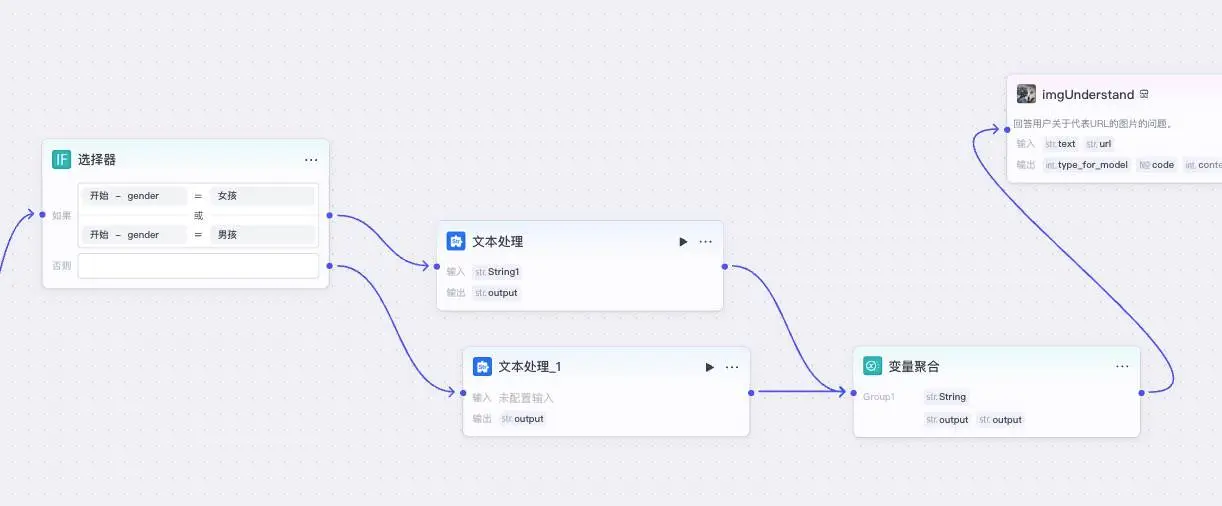 IF 选择器 ...
如果
开始 - gender = 女孩
或
开始 - gender = 男孩
否则
文本处理 ...
输入 str. String1
输出 str. output
文本处理_1 ...
输入 未配置输入
输出 str. output
变量聚合 ...
Group1 str. String
str. output str. output
imgUnderstand
回答用户关于代表URL的图片的问题。
输入 str. text str. url
输出 int. type_for_model code int. conte